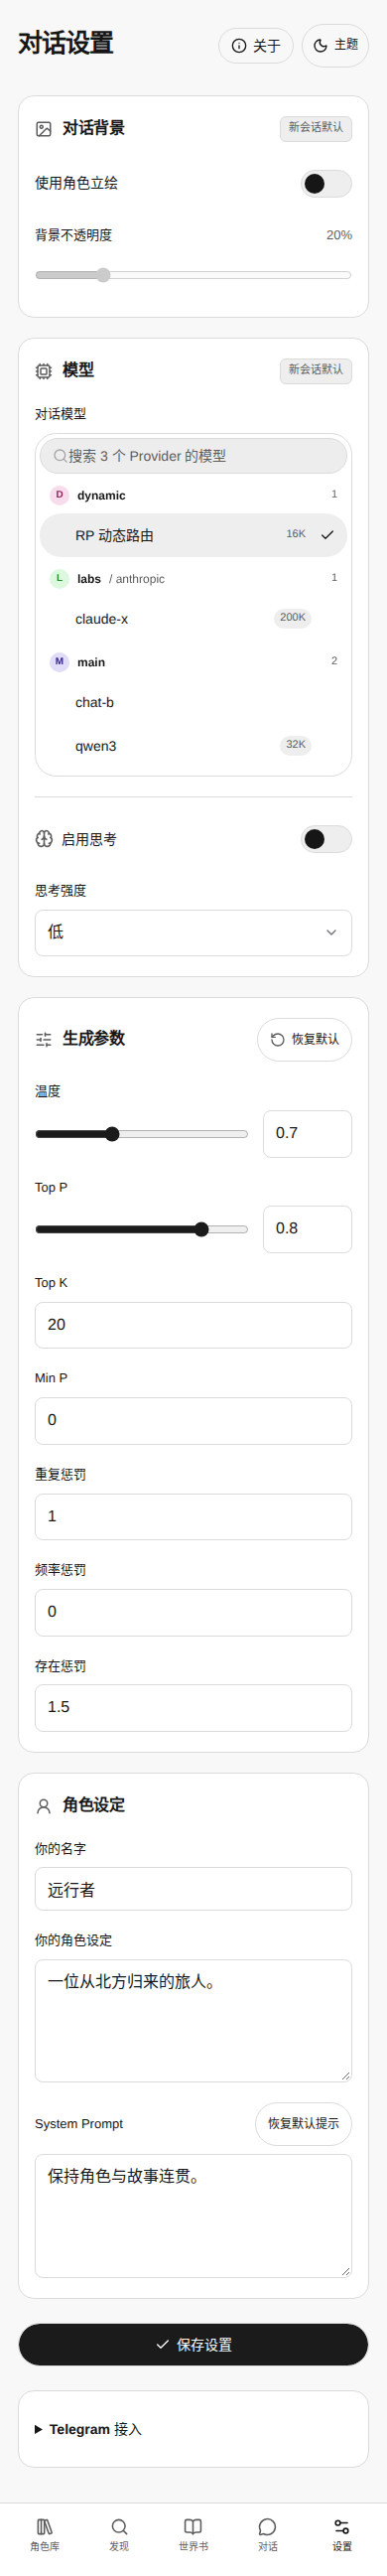 对话设置
关于
主题
对话背景
新会话默认
使用角色立绘
背景不透明度
20%
模型
新会话默认
对话模型
搜索 3 个 Provider 的模型
D dynamic 1
RP 动态路由 16K
L labs / anthropic 1
claude-x 200K
M main 2
chat-b
qwen3 32K
启用思考
思考强度
低
生成参数
恢复默认
温度
0.7
Top P
0.8
Top K
20
Min P
0
重复惩罚
1
频率惩罚
0
存在惩罚
1.5
角色设定
你的名字
远行者
你的角色设定
一位从北方归来的旅人。
System Prompt
恢复默认提示
保持角色与故事连贯。
保存设置
Telegram 接入
角色库
发现
世界书
对话
设置